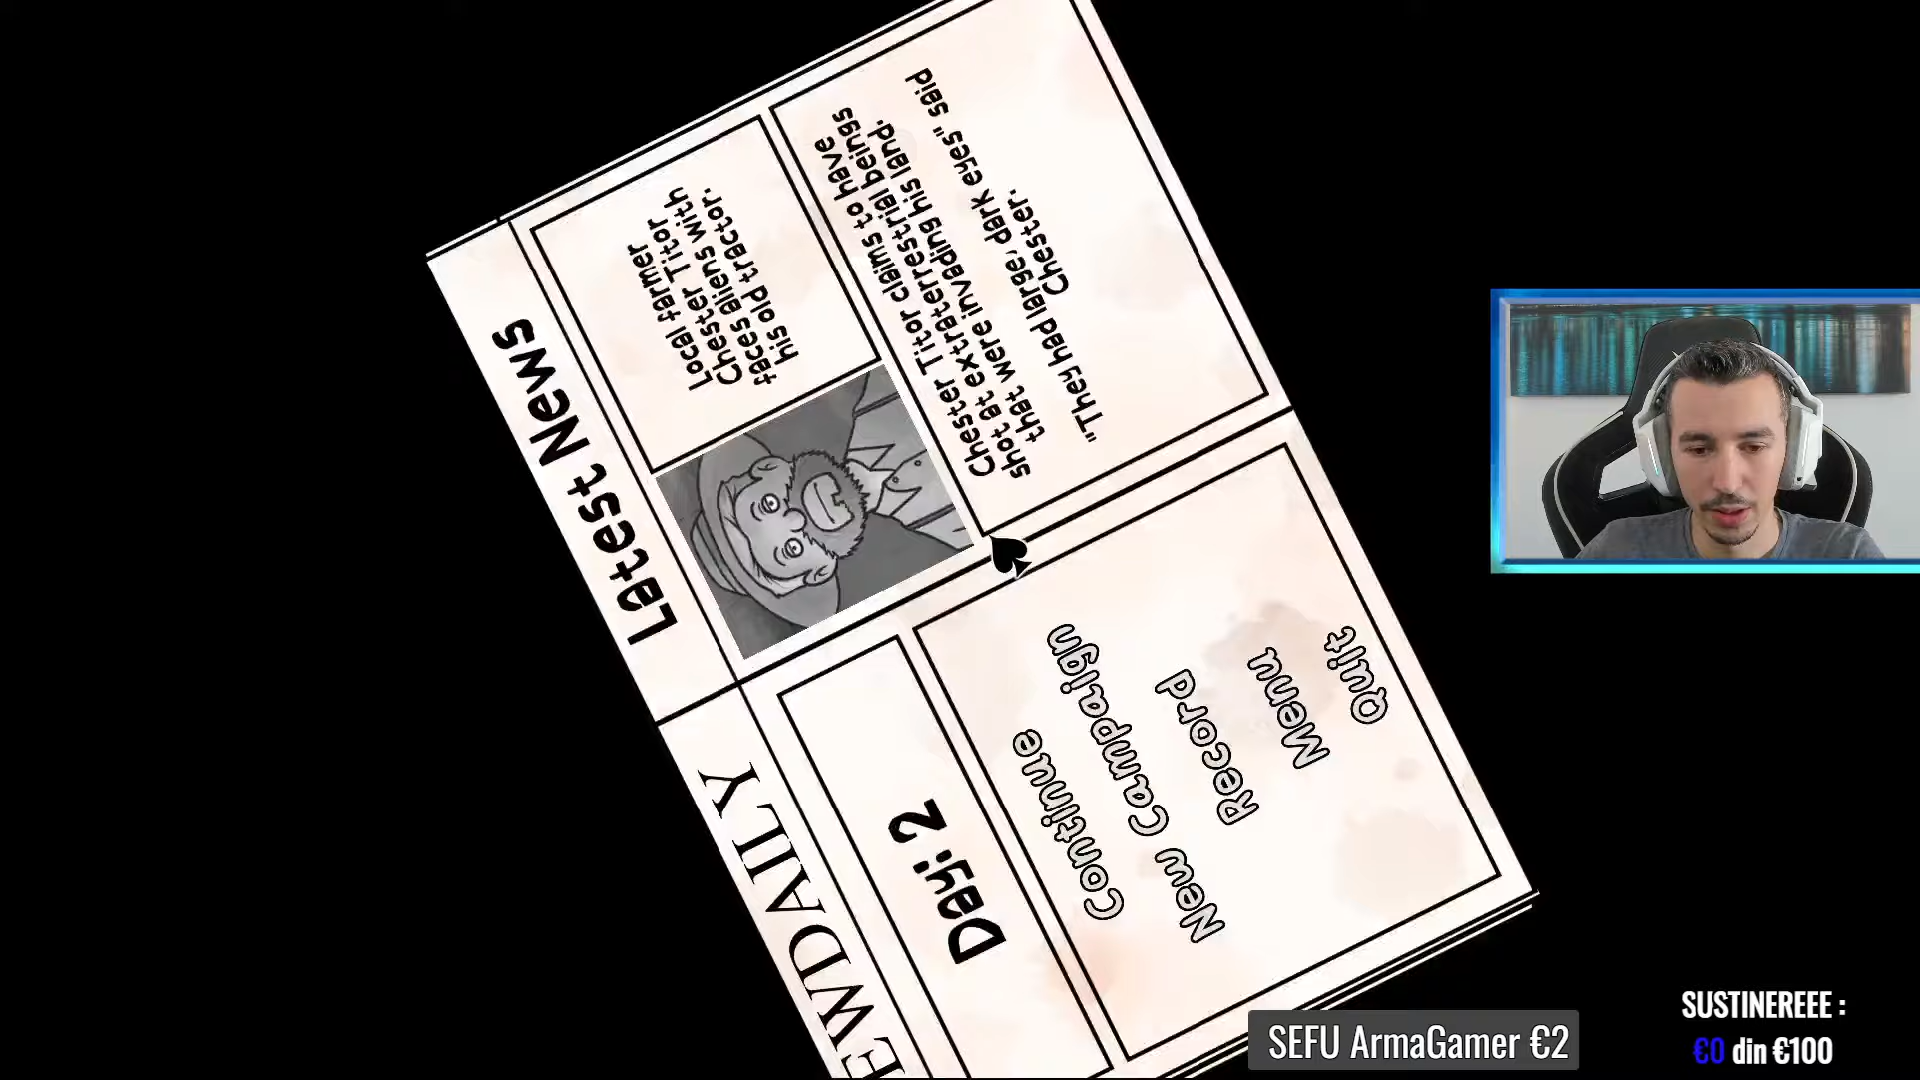 EWDAILY
Latest News
Day: 2
Local farmer
Chester Titor
faces aliens with
his old tractor.
Chester Titor claims to have
shot at extraterrestrial beings
that were invading his land.
"They had large, dark eyes" said
Chester.
Continue
New Campaign
Record
Menu
Quit
SEFU ArmaGamer €2
SUSTINEREEE :
€0 din €100